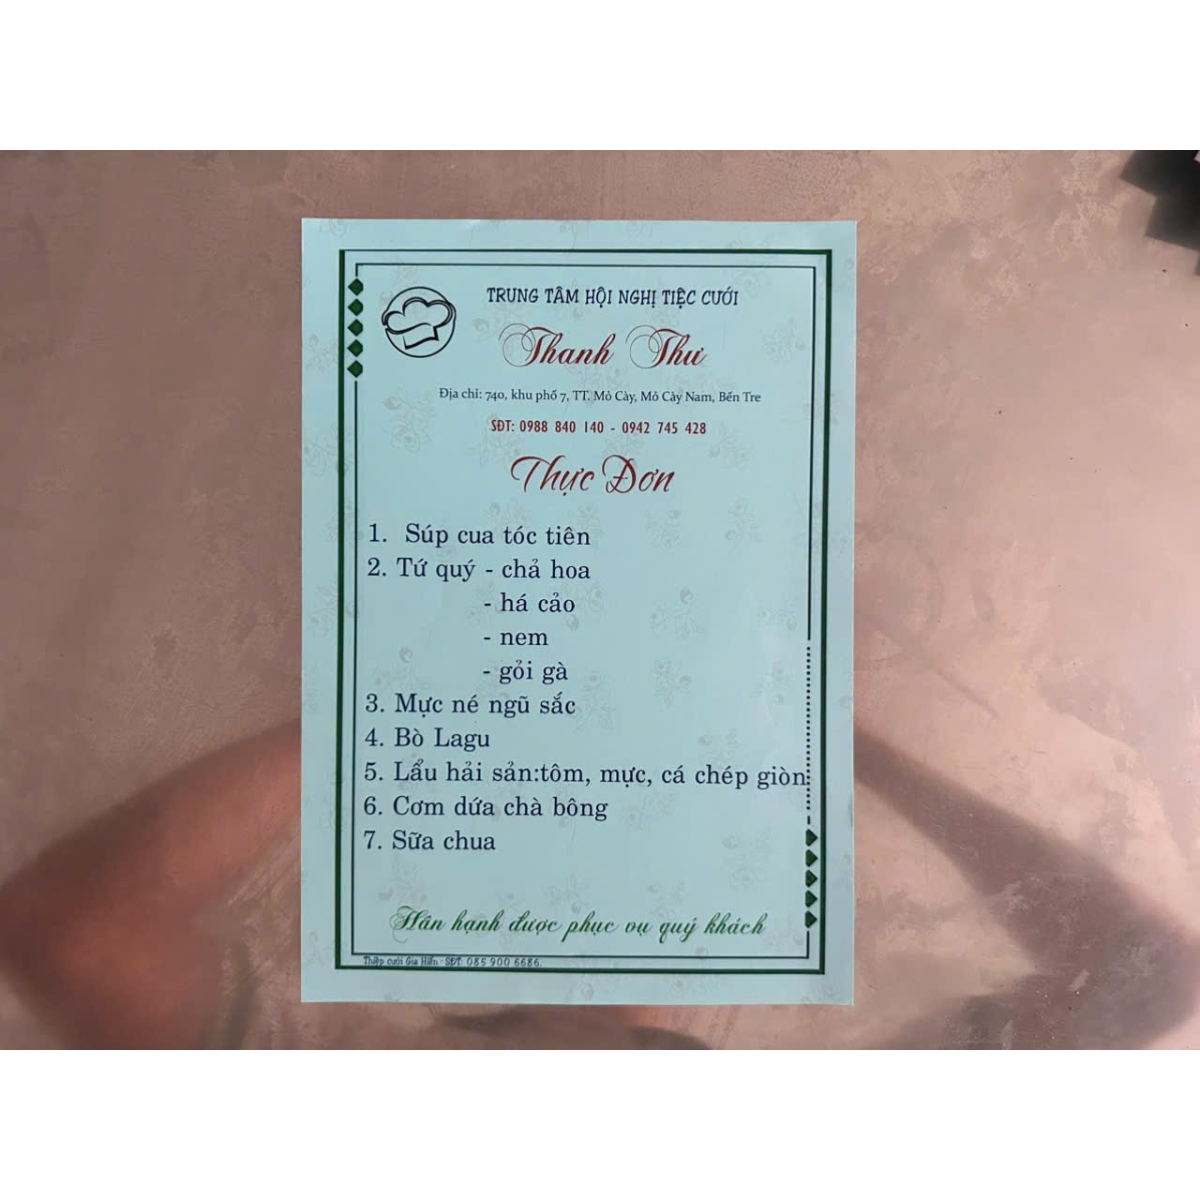 TRUNG TÂM HỘI NGHỊ TIỆC CƯỚI
Thanh Thư
Địa chỉ: 740, khu phố 7, TT. Mỏ Cày, Mỏ Cày Nam, Bến Tre
SĐT: 0988 840 140 - 0942 745 428
Thực Đơn
1. Súp cua tóc tiên
2. Tứ quý - chả hoa
- há cảo
- nem
- gỏi gà
3. Mực né ngũ sắc
4. Bò Lagu
5. Lẩu hải sản:tôm, mực, cá chép giòn
6. Cơm dứa chà bông
7. Sữa chua
Hân hạnh được phục vụ quý khách
Thiệp cưới Gia Hiển - SĐT: 085 900 6686.